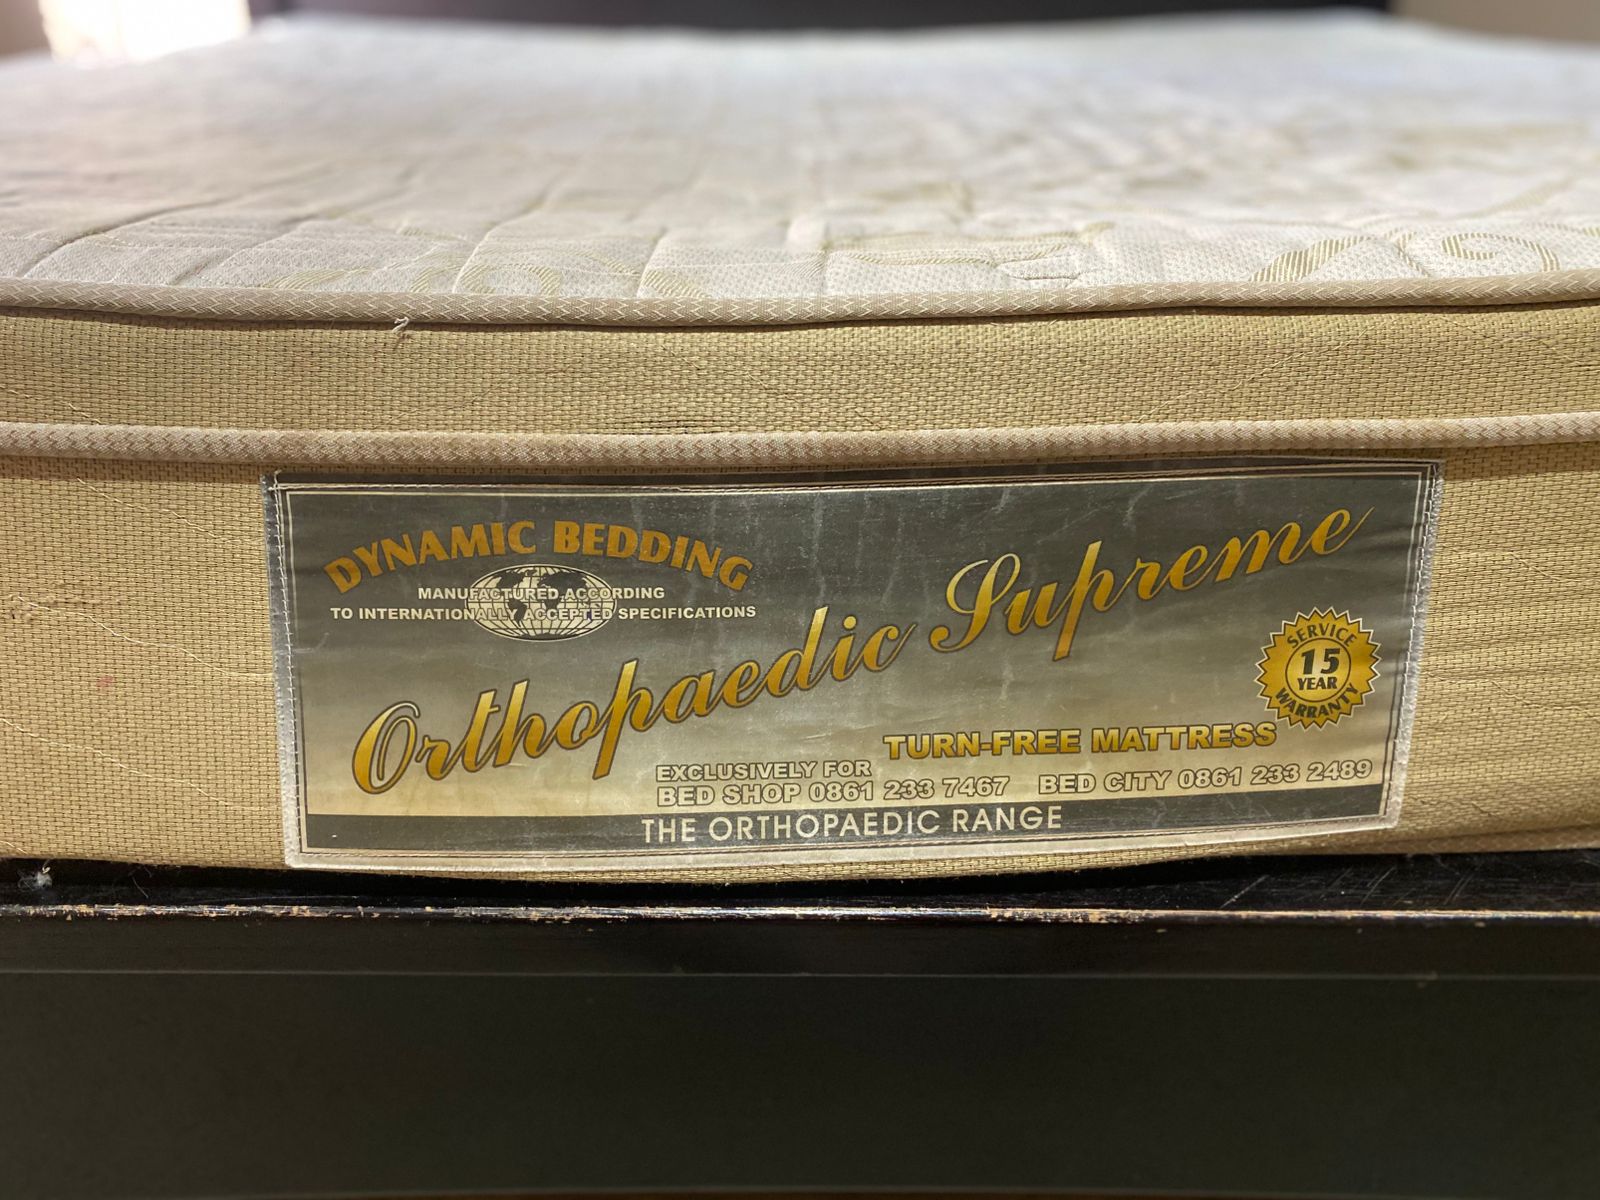 DYNAMIC BEDDING
MANUFACTURED ACCORDING
TO INTERNATIONALLY ACCEPTED SPECIFICATIONS
Orthopaedic Supreme
SERVICE
15
YEAR
WARRANTY
TURN-FREE MATTRESS
EXCLUSIVELY FOR
BED SHOP 0861 233 7467 BED CITY 0861 233 2489
THE ORTHOPAEDIC RANGE